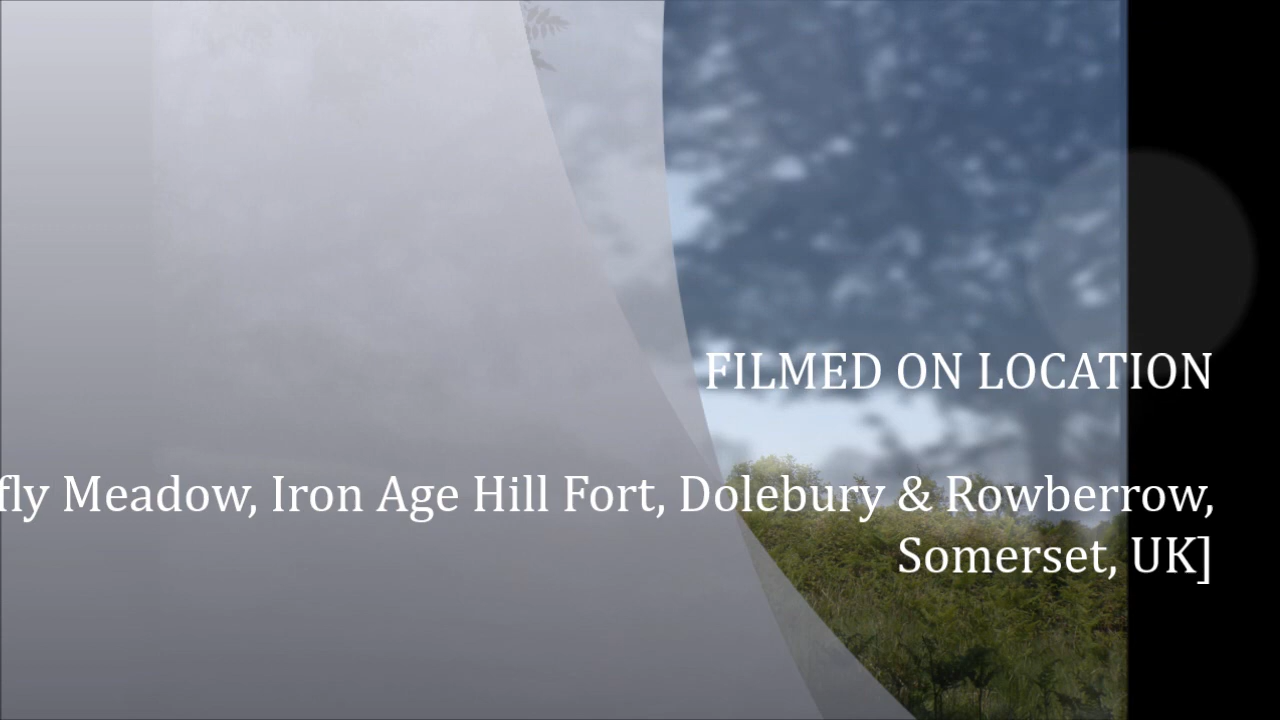 FILMED ON LOCATION
fly Meadow, Iron Age Hill Fort, Dolebury & Rowberrow,
Somerset, UK]